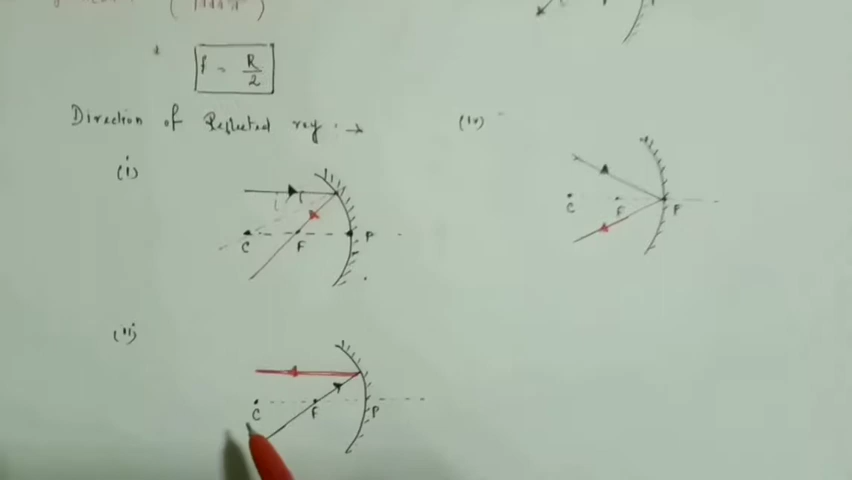 f = R/2
Direction of Reflected ray :→
(i)
C F P
(ii)
C F P
(iv)
C F P